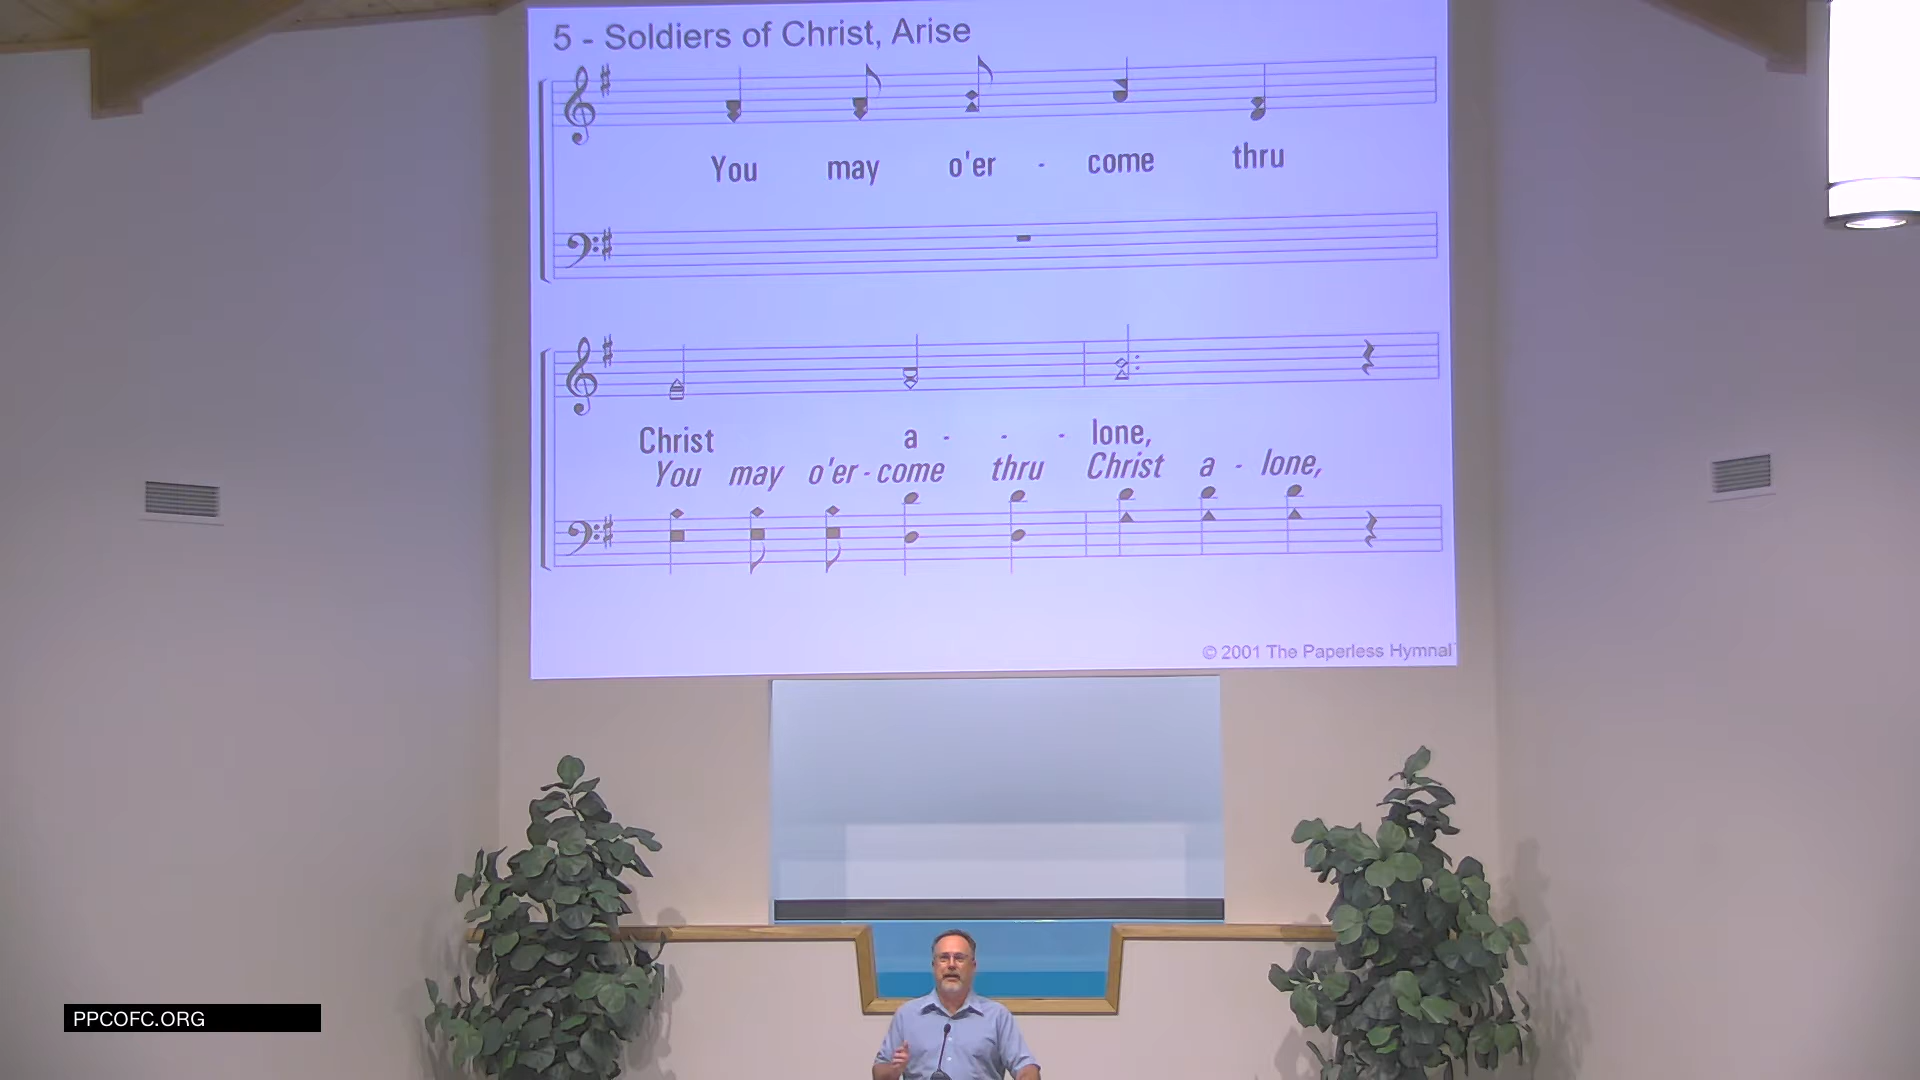 5 - Soldiers of Christ, Arise
You may o'er - come thru
Christ a - - - lone,
You may o'er - come thru Christ a - lone,
© 2001 The Paperless Hymnal
PPCOFC.ORG